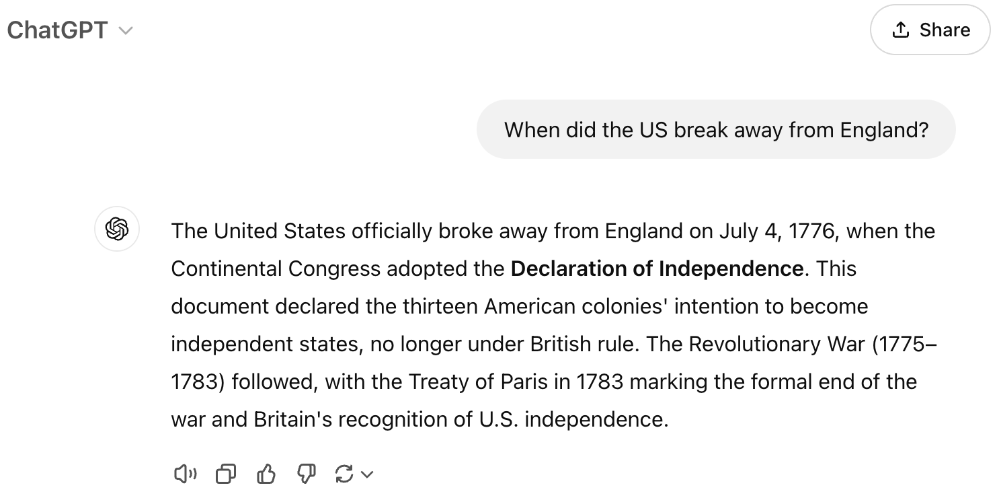 ChatGPT
Share
When did the US break away from England?
The United States officially broke away from England on July 4, 1776, when the
Continental Congress adopted the Declaration of Independence. This
document declared the thirteen American colonies' intention to become
independent states, no longer under British rule. The Revolutionary War (1775–
1783) followed, with the Treaty of Paris in 1783 marking the formal end of the
war and Britain's recognition of U.S. independence.